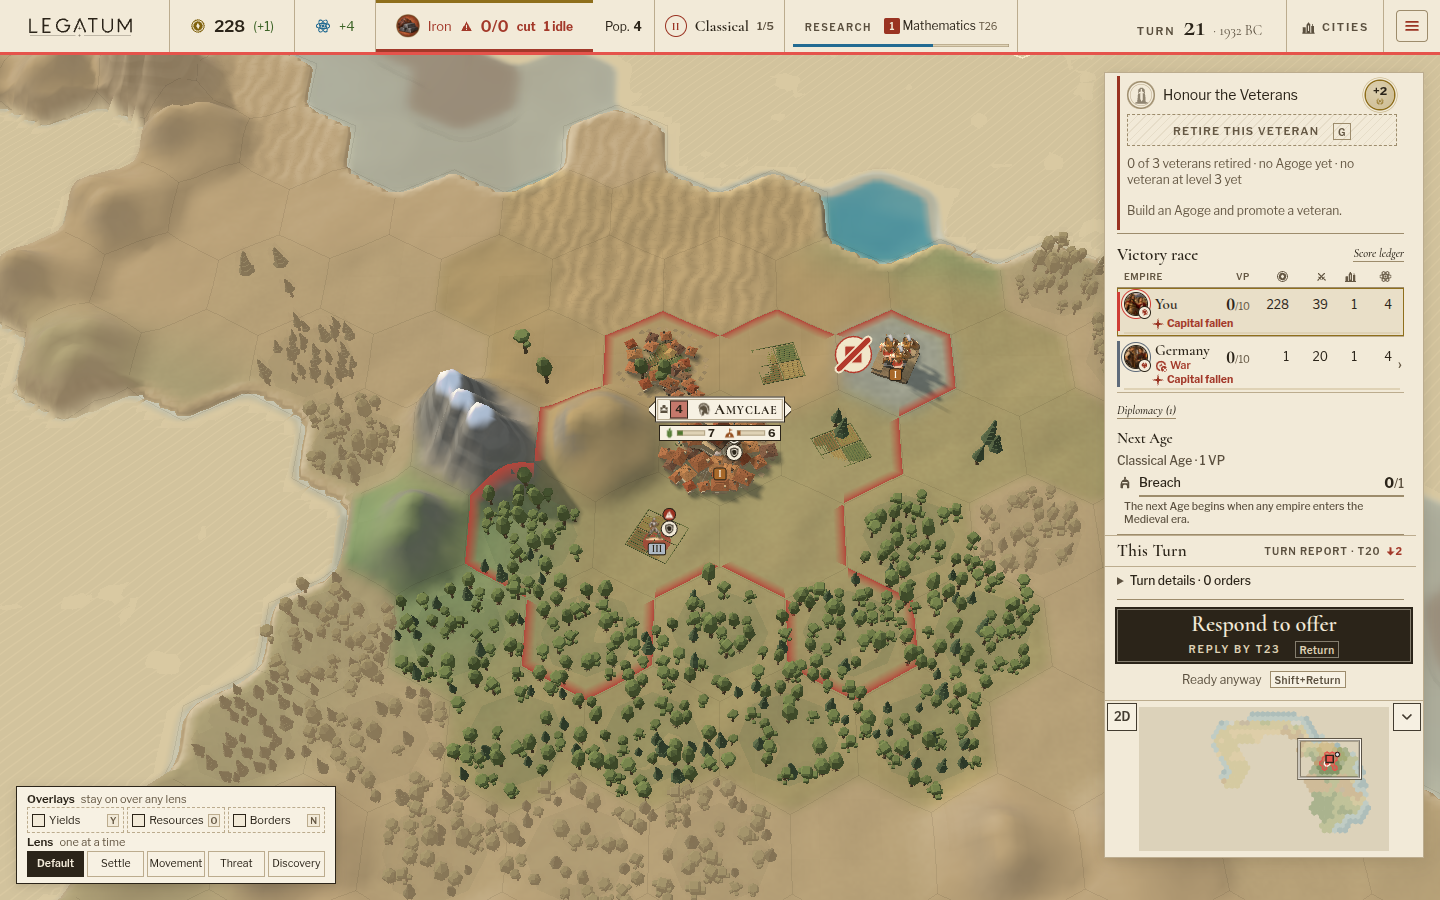 LEGATUM
228 (+1)
+4
Iron 0/0 cut 1 idle
Pop. 4
II Classical 1/5
RESEARCH 1 Mathematics T26
TURN 21 · 1932 BC
CITIES
Honour the Veterans
+2
RETIRE THIS VETERAN G
0 of 3 veterans retired · no Agoge yet · no
veteran at level 3 yet
Build an Agoge and promote a veteran.
Victory race Score ledger
EMPIRE VP
You 0/10 228 39 1 4
Capital fallen
Germany 0/10 1 20 1 4 ›
War
Capital fallen
Diplomacy (1)
Next Age
Classical Age · 1 VP
Breach 0/1
The next Age begins when any empire enters the
Medieval era.
This Turn TURN REPORT · T20 2
Turn details · 0 orders
Respond to offer
REPLY BY T23 Return
Ready anyway Shift+Return
2D
4 AMYCLAE
7 6
I
I
III
Overlays stay on over any lens
Yields Y Resources O Borders N
Lens one at a time
Default Settle Movement Threat Discovery